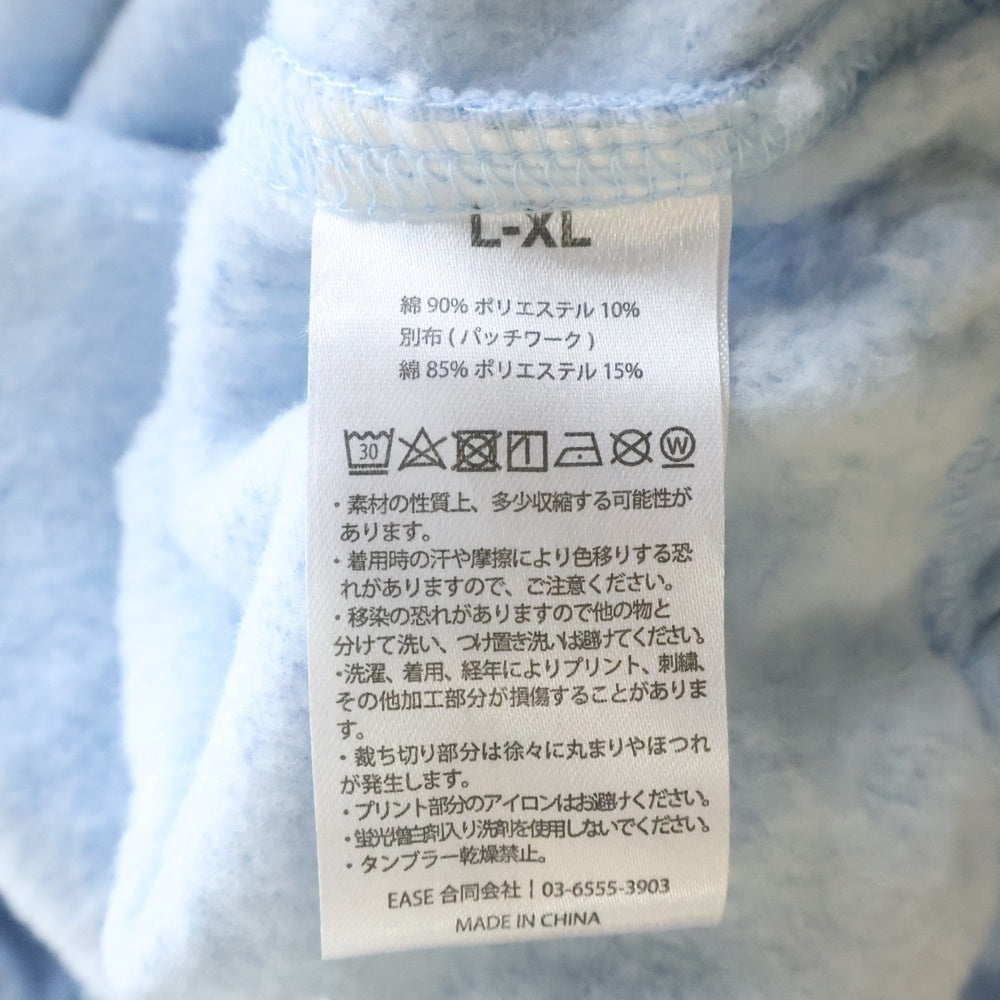 L-XL
綿 90% ポリエステル 10%
別布 ( パッチワーク )
綿 85% ポリエステル 15%
30 W
・素材の性質上、多少収縮する可能性が
あります。
・着用時の汗や摩擦により色移りする恐
れがありますので、ご注意ください。
・移染の恐れがありますので他の物と
分けて洗い、つけ置き洗いは避けてください。
・洗濯、着用、経年によりプリント、刺繍、
その他加工部分が損傷することがありま
す。
・裁ち切り部分は徐々に丸まりやほつれ
が発生します。
・プリント部分のアイロンはお避けください。
・蛍光増白剤入り洗剤を使用しないでください。
・タンブラー乾燥禁止。
EASE 合同会社 | 03-6555-3903
MADE IN CHINA